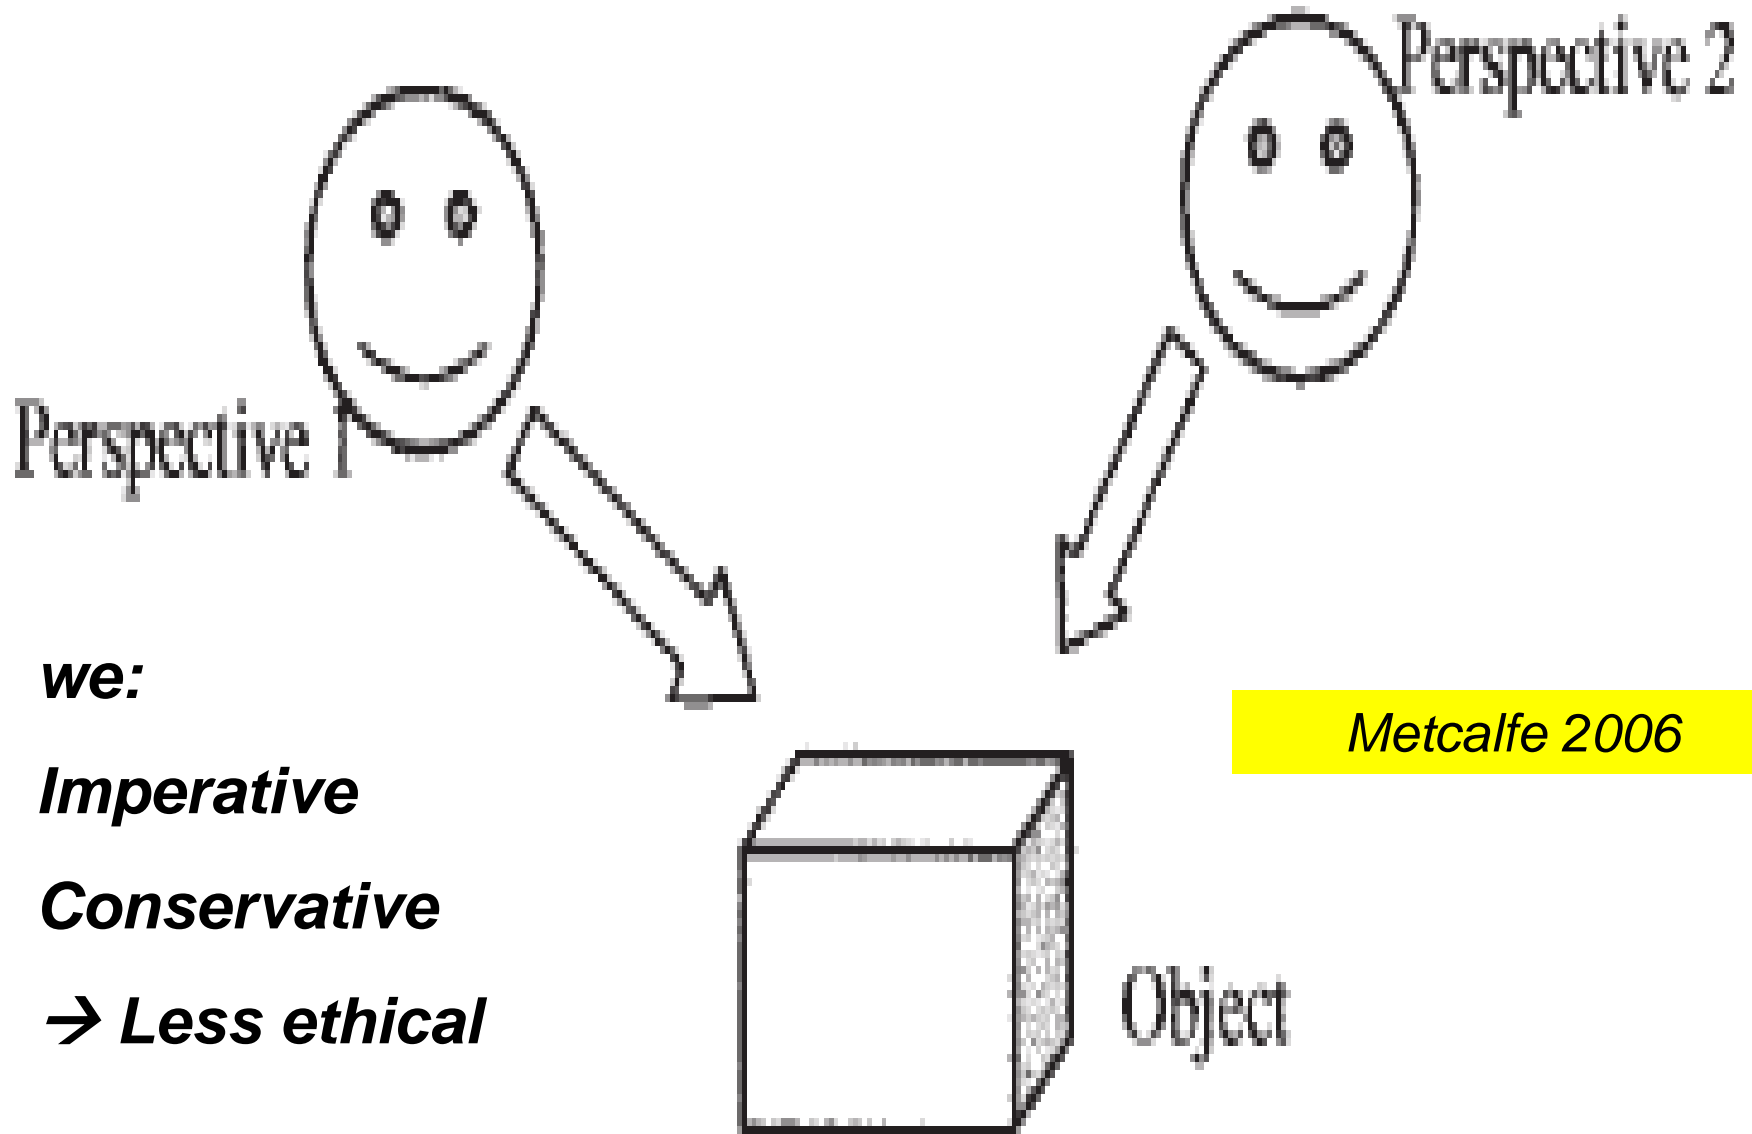 Perspective 2
Perspective 1
we:
Imperative
Conservative
→ Less ethical
Metcalfe 2006
Object